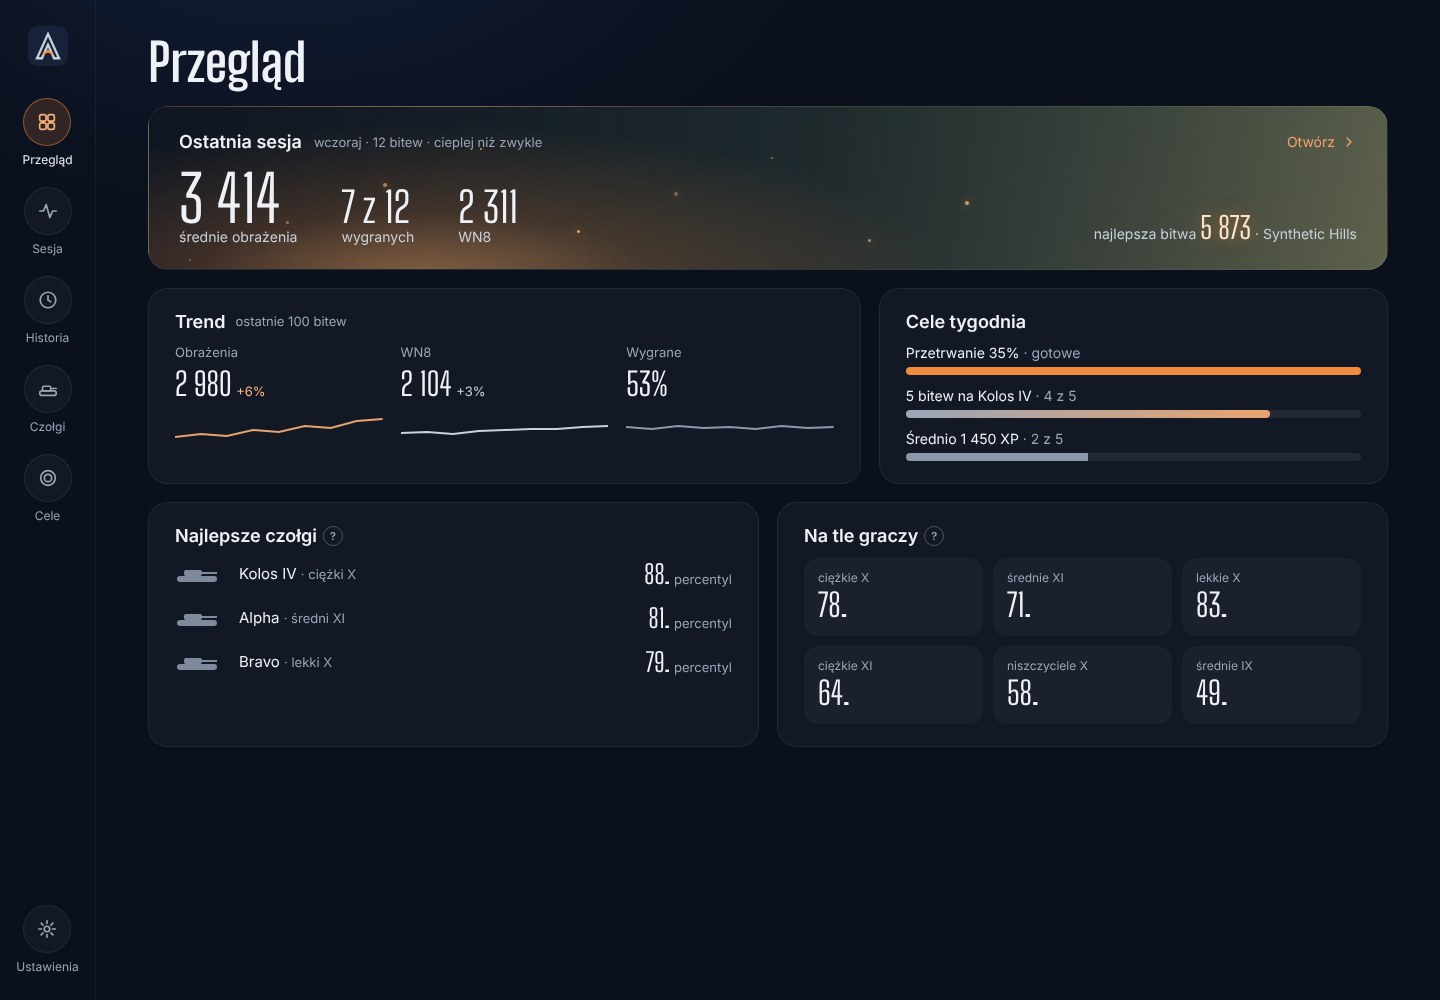 Przegląd
Przegląd
Sesja
Historia
Czołgi
Cele
Ustawienia
Ostatnia sesja wczoraj · 12 bitew · cieplej niż zwykle
Otwórz
3 414
średnie obrażenia
7 z 12
wygranych
2 311
WN8
najlepsza bitwa 5 873 · Synthetic Hills
Trend ostatnie 100 bitew
Obrażenia
2 980 +6%
WN8
2 104 +3%
Wygrane
53%
Cele tygodnia
Przetrwanie 35% · gotowe
5 bitew na Kolos IV · 4 z 5
Średnio 1 450 XP · 2 z 5
Najlepsze czołgi ?
Kolos IV · ciężki X 88. percentyl
Alpha · średni XI 81. percentyl
Bravo · lekki X 79. percentyl
Na tle graczy ?
ciężkie X
78.
średnie XI
71.
lekkie X
83.
ciężkie XI
64.
niszczyciele X
58.
średnie IX
49.